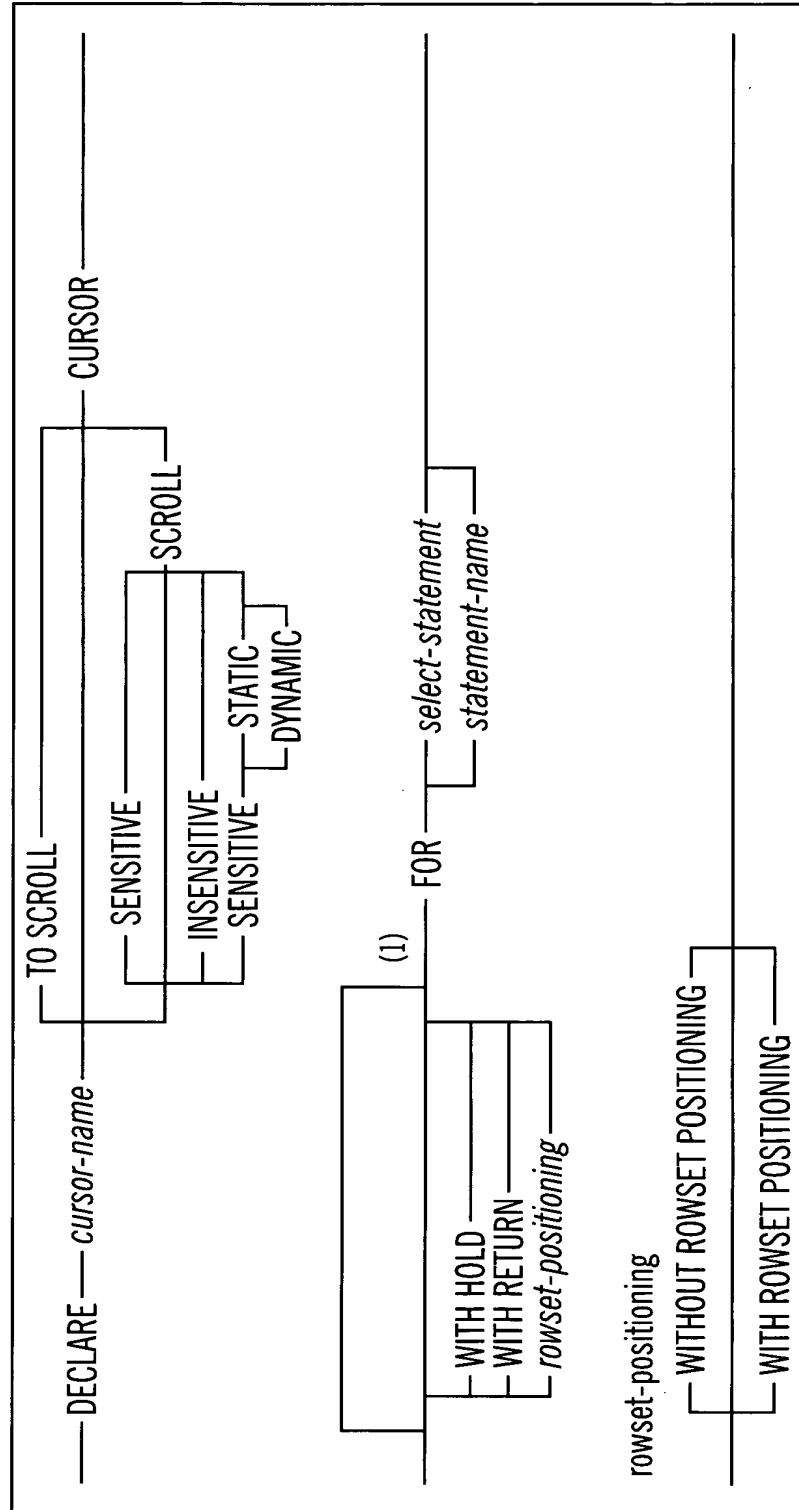 TO SCROLL
DECLARE cursor-name CURSOR
SENSITIVE
SCROLL
INSENSITIVE
SENSITIVE STATIC
DYNAMIC
(1)
FOR select-statement
statement-name
WITH HOLD
WITH RETURN
rowset-positioning
rowset-positioning
WITHOUT ROWSET POSITIONING
WITH ROWSET POSITIONING